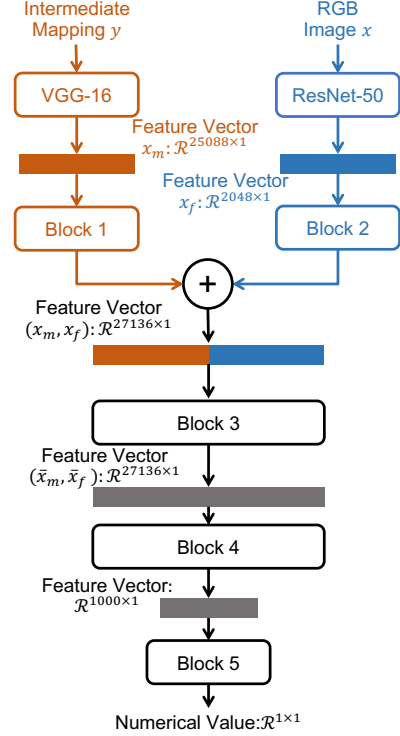 Intermediate
Mapping y
RGB
Image x
VGG-16
ResNet-50
Feature Vector
x_m: ℛ^{25088×1}
Feature Vector
x_f: ℛ^{2048×1}
Block 1
Block 2
+
Feature Vector
(x_m, x_f): ℛ^{27136×1}
Block 3
Feature Vector
(x̄_m, x̄_f): ℛ^{27136×1}
Block 4
Feature Vector:
ℛ^{1000×1}
Block 5
Numerical Value:ℛ^{1×1}